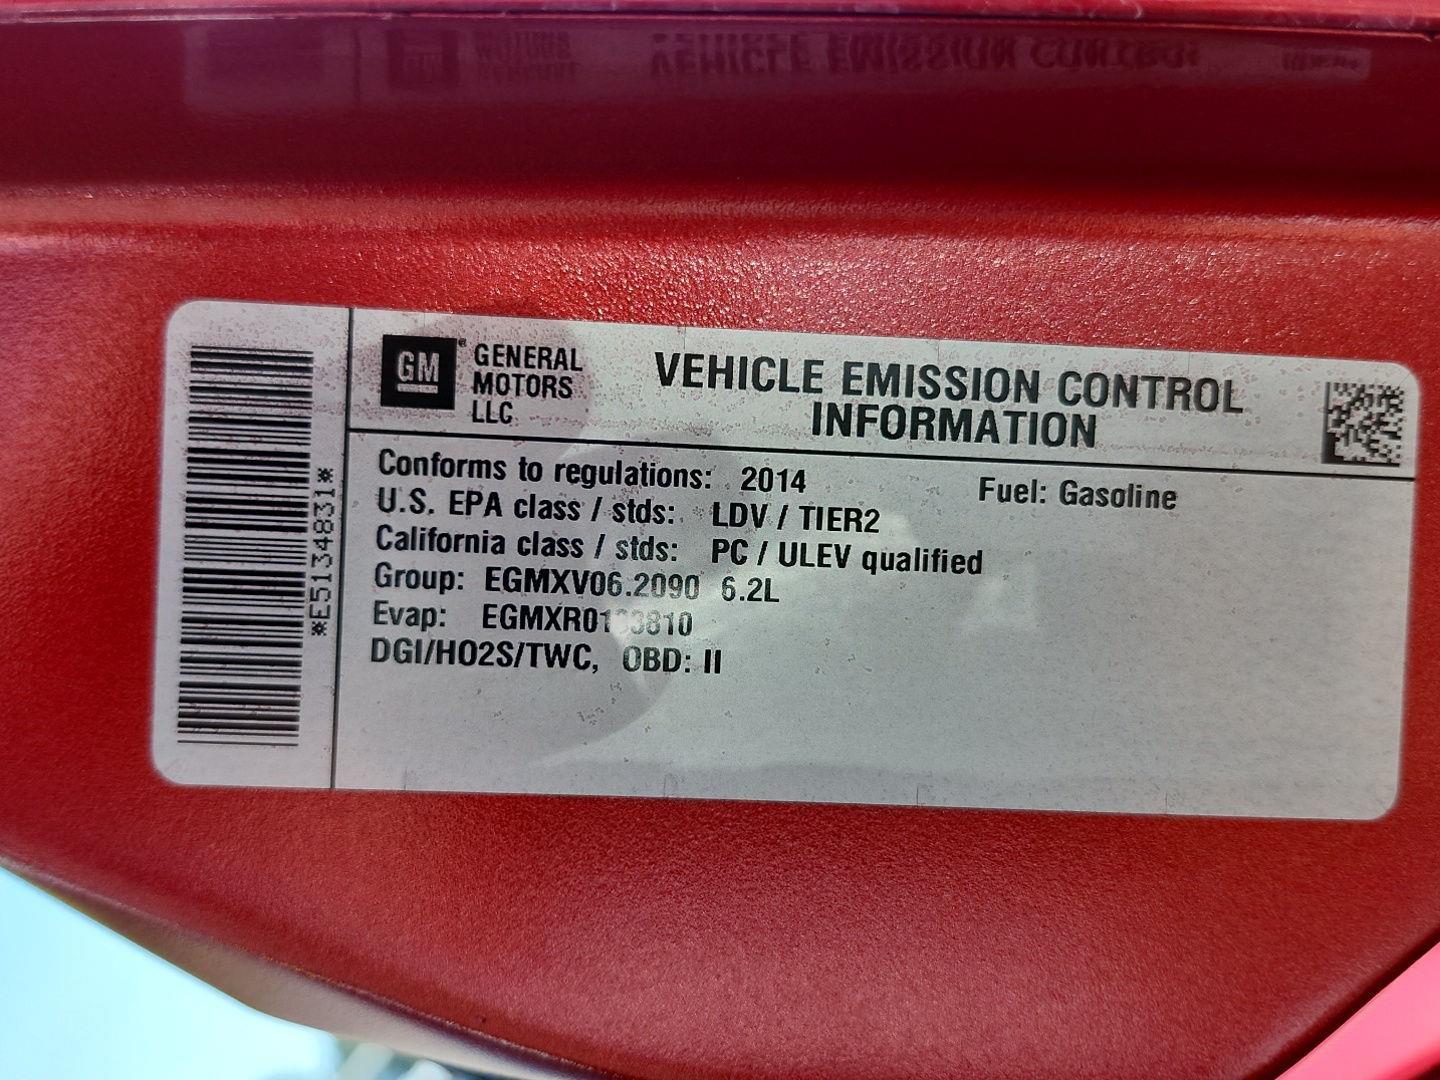 *E5134831*
GM
GENERAL
MOTORS
LLC
VEHICLE EMISSION CONTROL
INFORMATION
Conforms to regulations: 2014 Fuel: Gasoline
U.S. EPA class / stds: LDV / TIER2
California class / stds: PC / ULEV qualified
Group: EGMXV06.2090 6.2L
Evap:
DGI/HO2S/TWC, OBD: II